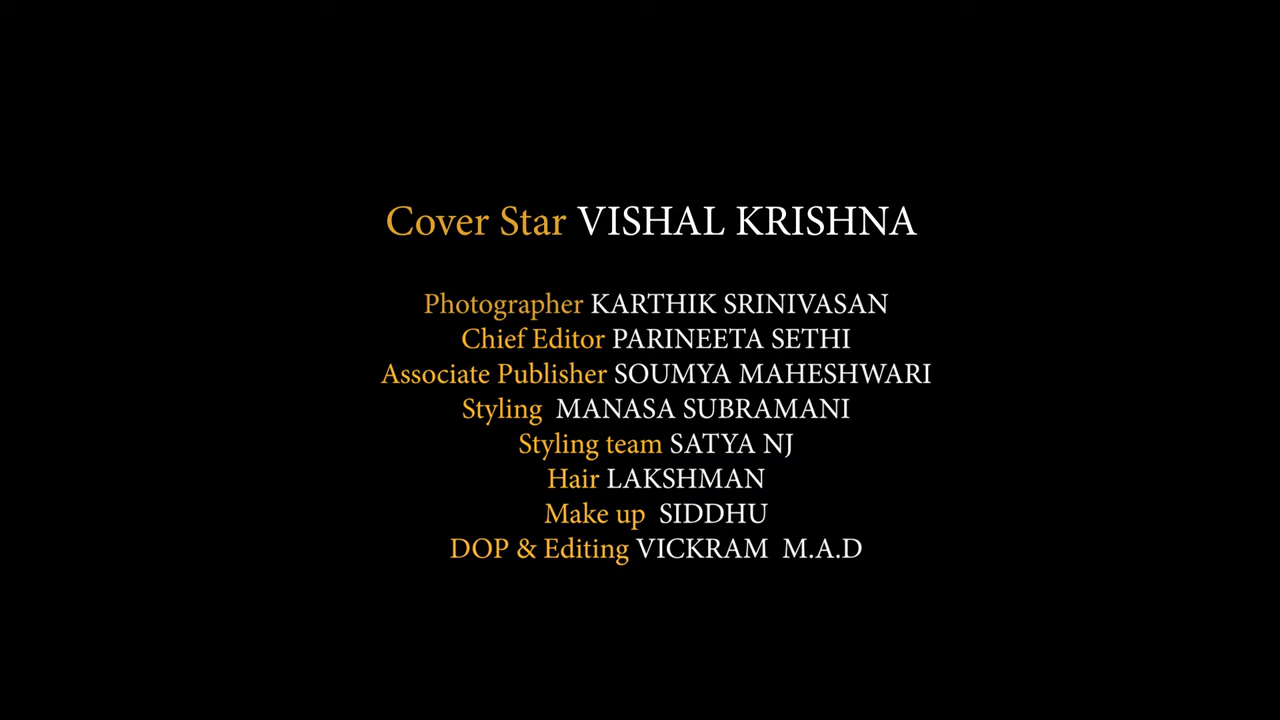 Cover Star VISHAL KRISHNA
Photographer KARTHIK SRINIVASAN
Chief Editor PARINEETA SETHI
Associate Publisher SOUMYA MAHESHWARI
Styling MANASA SUBRAMANI
Styling team SATYA NJ
Hair LAKSHMAN
Make up SIDDHU
DOP & Editing VICKRAM M.A.D